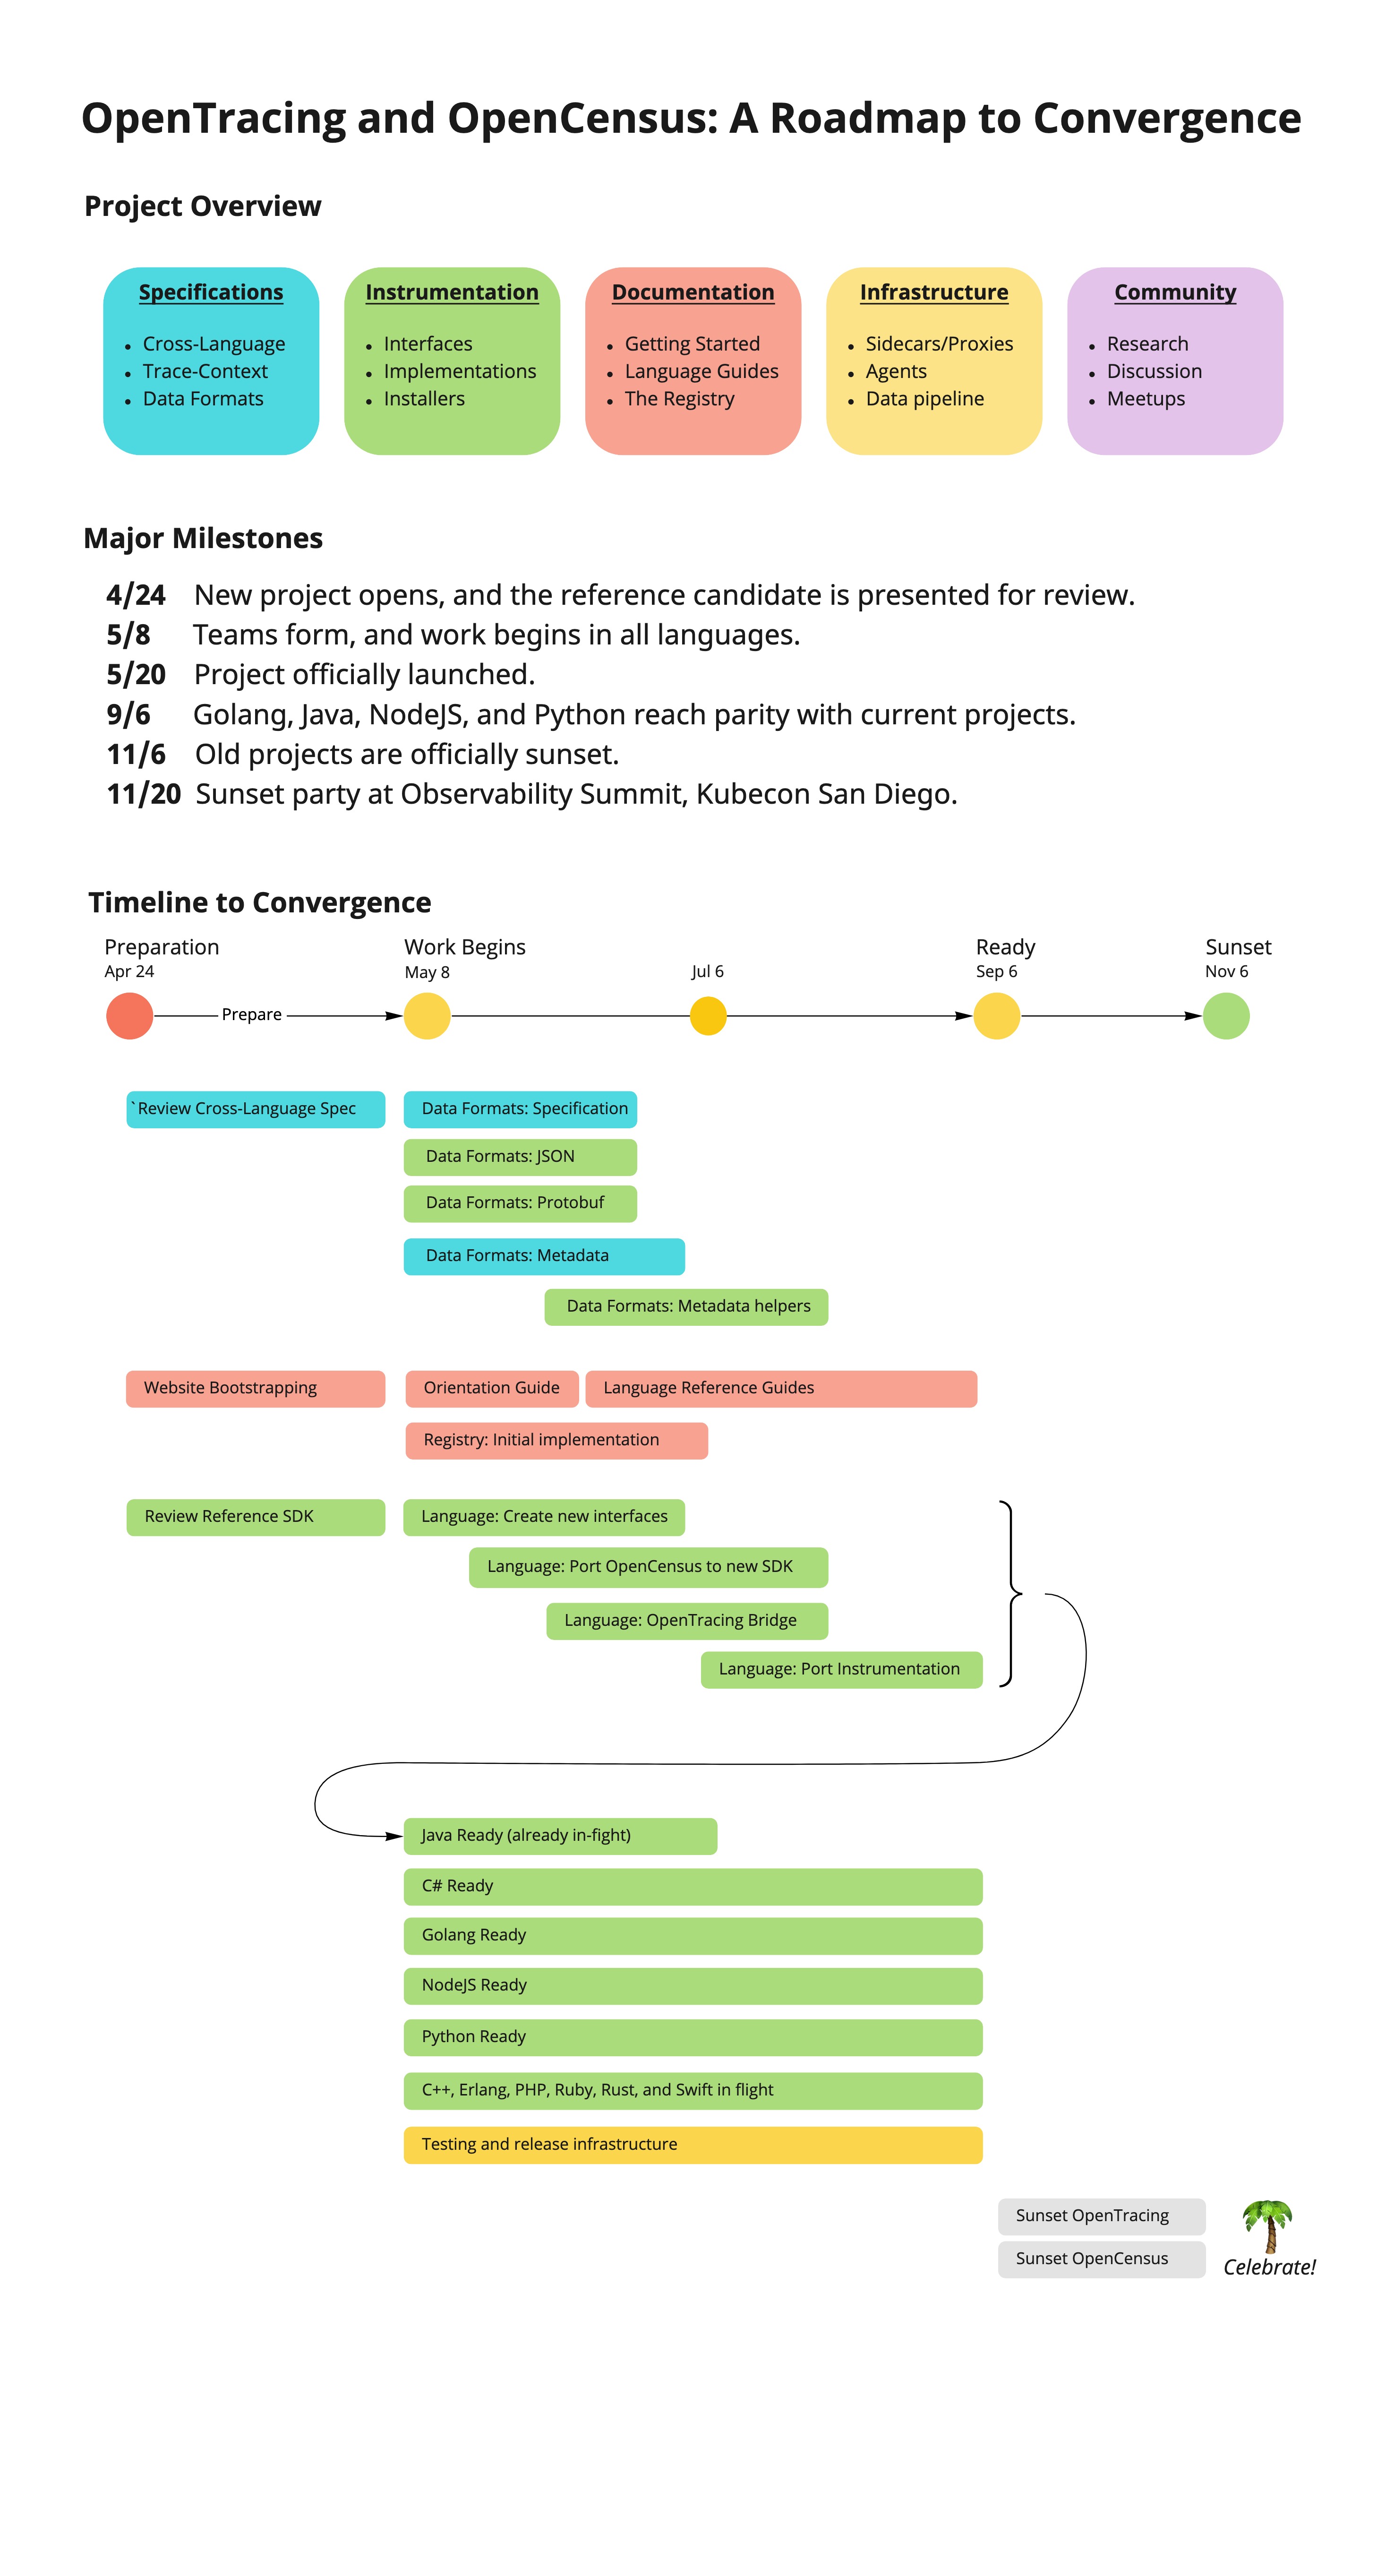 OpenTracing and OpenCensus: A Roadmap to Convergence
Project Overview
Specifications
• Cross-Language
• Trace-Context
• Data Formats
Instrumentation
• Interfaces
• Implementations
• Installers
Documentation
• Getting Started
• Language Guides
• The Registry
Infrastructure
• Sidecars/Proxies
• Agents
• Data pipeline
Community
• Research
• Discussion
• Meetups
Major Milestones
4/24 New project opens, and the reference candidate is presented for review.
5/8 Teams form, and work begins in all languages.
5/20 Project officially launched.
9/6 Golang, Java, NodeJS, and Python reach parity with current projects.
11/6 Old projects are officially sunset.
11/20 Sunset party at Observability Summit, Kubecon San Diego.
Timeline to Convergence
Preparation
Apr 24
Prepare
Work Begins
May 8
Jul 6
Ready
Sep 6
Sunset
Nov 6
`Review Cross-Language Spec
Data Formats: Specification
Data Formats: JSON
Data Formats: Protobuf
Data Formats: Metadata
Data Formats: Metadata helpers
Website Bootstrapping
Orientation Guide
Language Reference Guides
Registry: Initial implementation
Review Reference SDK
Language: Create new interfaces
Language: Port OpenCensus to new SDK
Language: OpenTracing Bridge
Language: Port Instrumentation
Java Ready (already in-fight)
C# Ready
Golang Ready
NodeJS Ready
Python Ready
C++, Erlang, PHP, Ruby, Rust, and Swift in flight
Testing and release infrastructure
Sunset OpenTracing
Sunset OpenCensus
Celebrate!